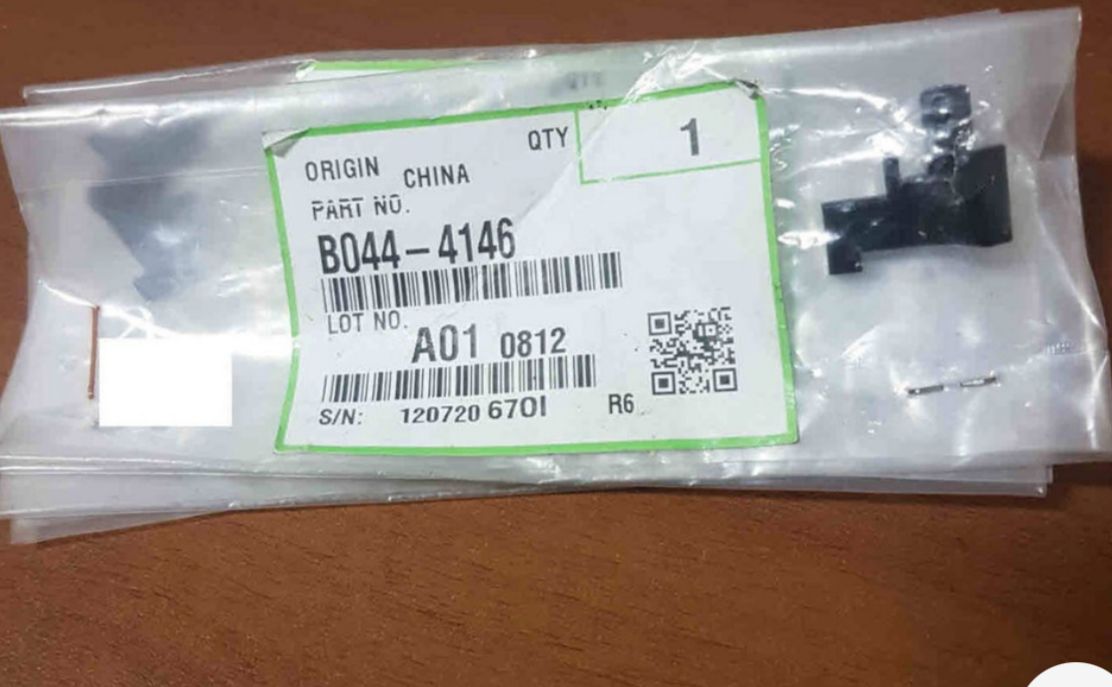 QTY 1
ORIGIN CHINA
PART NO.
B044-4146
LOT NO.
A01 0812
S/N: 120720 6701 R6